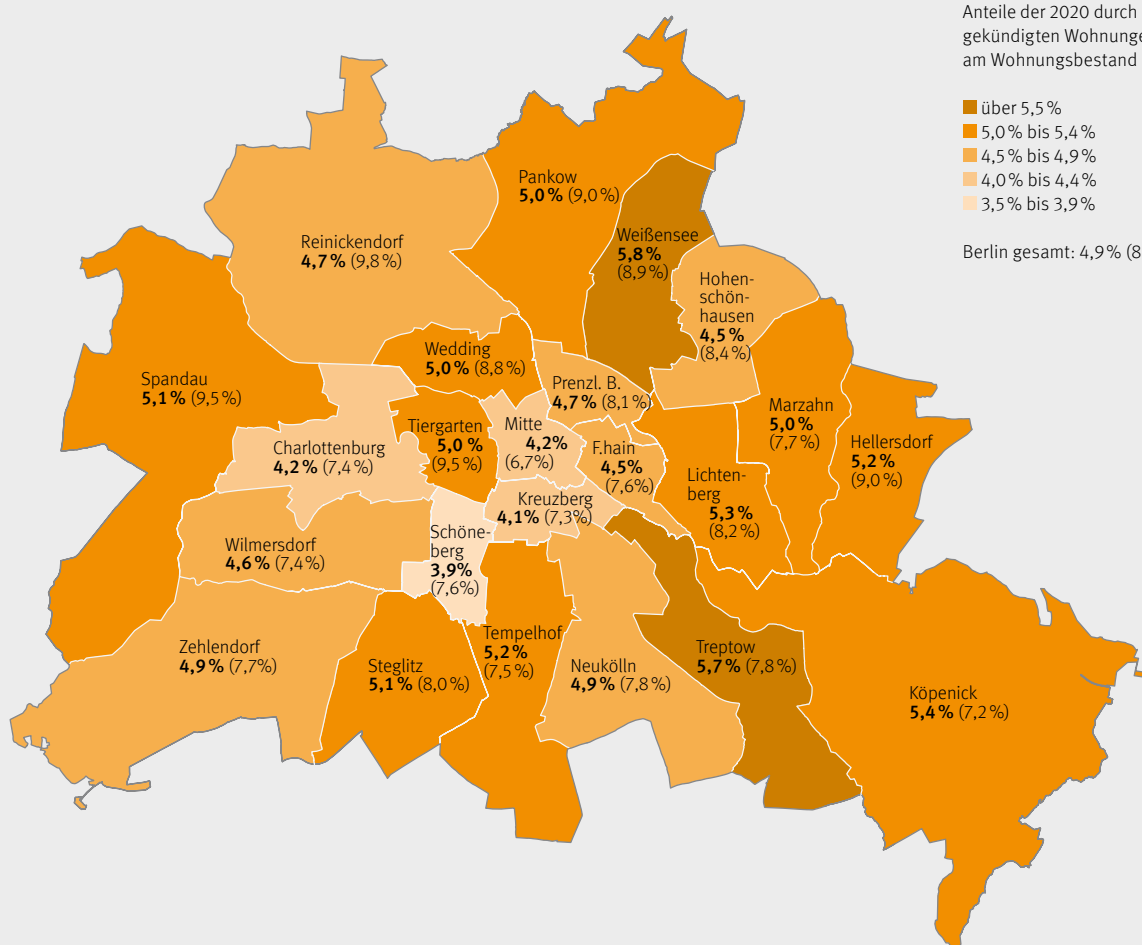 Anteile der 2020 durch
gekündigten
am Wohnungsbestand
über 5,5 %
5,0 % bis 5,4 %
4,5 % bis 4,9 %
4,0 % bis 4,4 %
3,5 % bis 3,9 %
Berlin gesamt: 4,9 %
Pankow
5,0 % (9,0 %)
Weißensee
5,8 %
(8,9 %)
Reinickendorf
4,7 % (9,8 %)
Hohen-
schön-
hausen
4,5 %
(8,4 %)
Wedding
5,0 % (8,8 %)
Spandau
5,1 % (9,5 %)
Prenzl. B.
4,7 % (8,1 %)
Marzahn
5,0 %
(7,7 %)
Hellersdorf
5,2 %
(9,0 %)
Tiergarten
5,0 %
(9,5 %)
Mitte
4,2 %
(6,7 %)
Charlottenburg
4,2 % (7,4 %)
F.hain
4,5 %
(7,6 %)
Lichten-
berg
5,3 %
(8,2 %)
Kreuzberg
4,1 % (7,3 %)
Schöne-
berg
3,9 %
(7,6 %)
Wilmersdorf
4,6 % (7,4 %)
Zehlendorf
4,9 % (7,7 %)
Steglitz
5,1 % (8,0 %)
Tempelhof
5,2 %
(7,5 %)
Neukölln
4,9 % (7,8 %)
Treptow
5,7 % (7,8 %)
Köpenick
5,4 % (7,2 %)